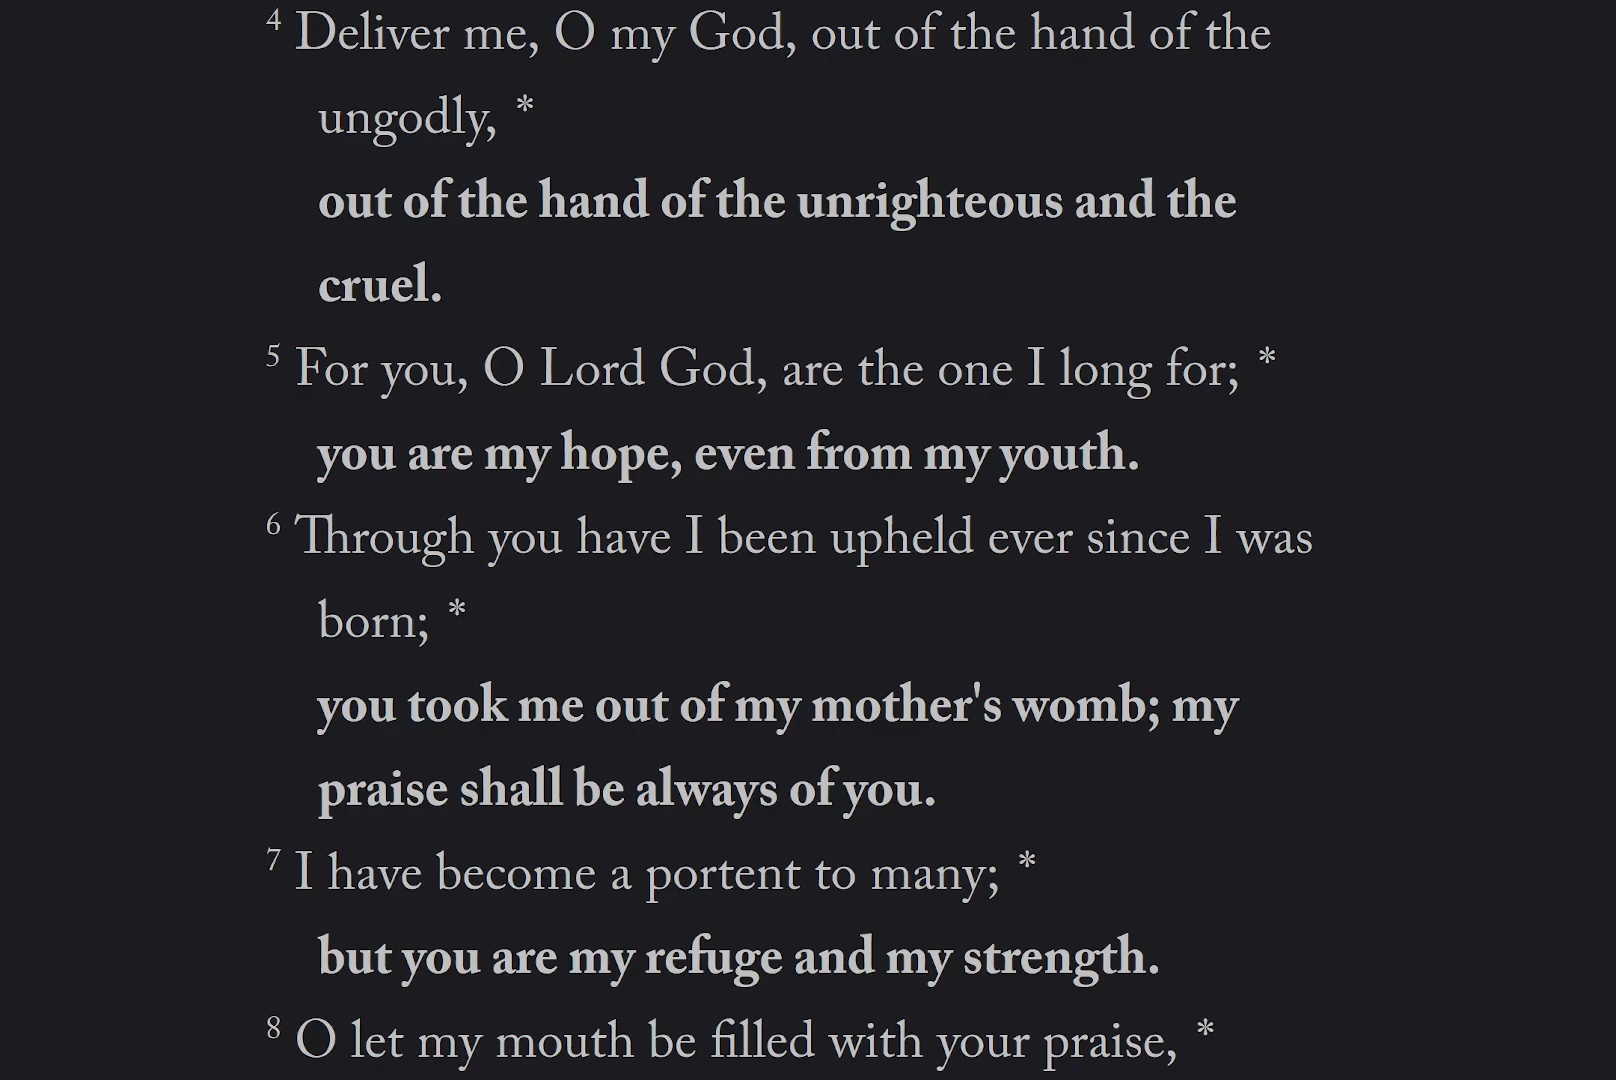 4 Deliver me, O my God, out of the hand of the
ungodly, *
out of the hand of the unrighteous and the
cruel.
5 For you, O Lord God, are the one I long for; *
you are my hope, even from my youth.
6 Through you have I been upheld ever since I was
born; *
you took me out of my mother's womb; my
praise shall be always of you.
7 I have become a portent to many; *
but you are my refuge and my strength.
8 O let my mouth be filled with your praise, *